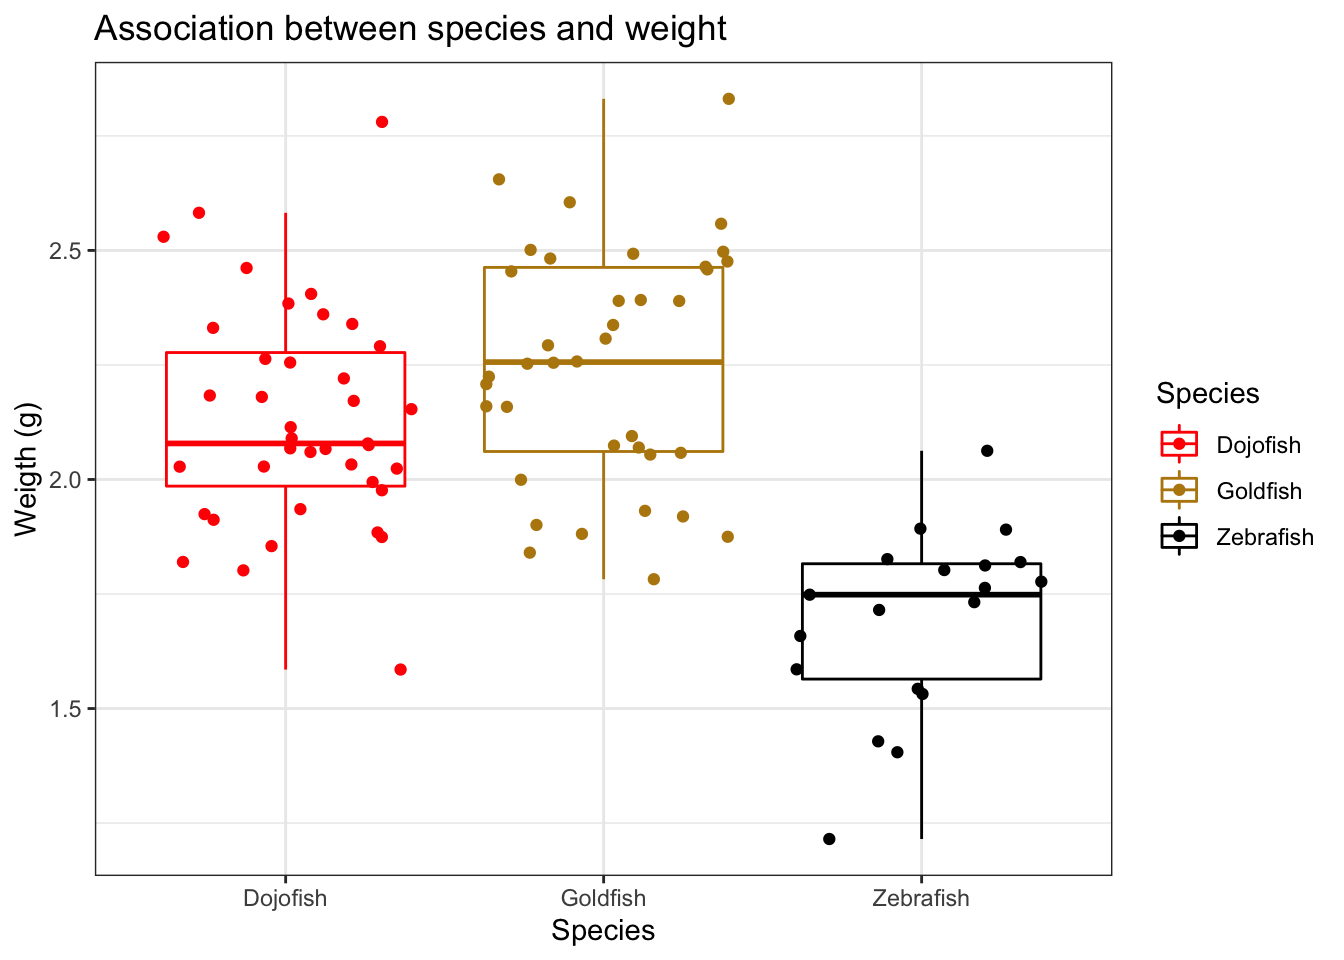 Association between species and weight
Weigth (g)
2.5
2.0
1.5
Dojofish
Goldfish
Zebrafish
Species
Species
Dojofish
Goldfish
Zebrafish